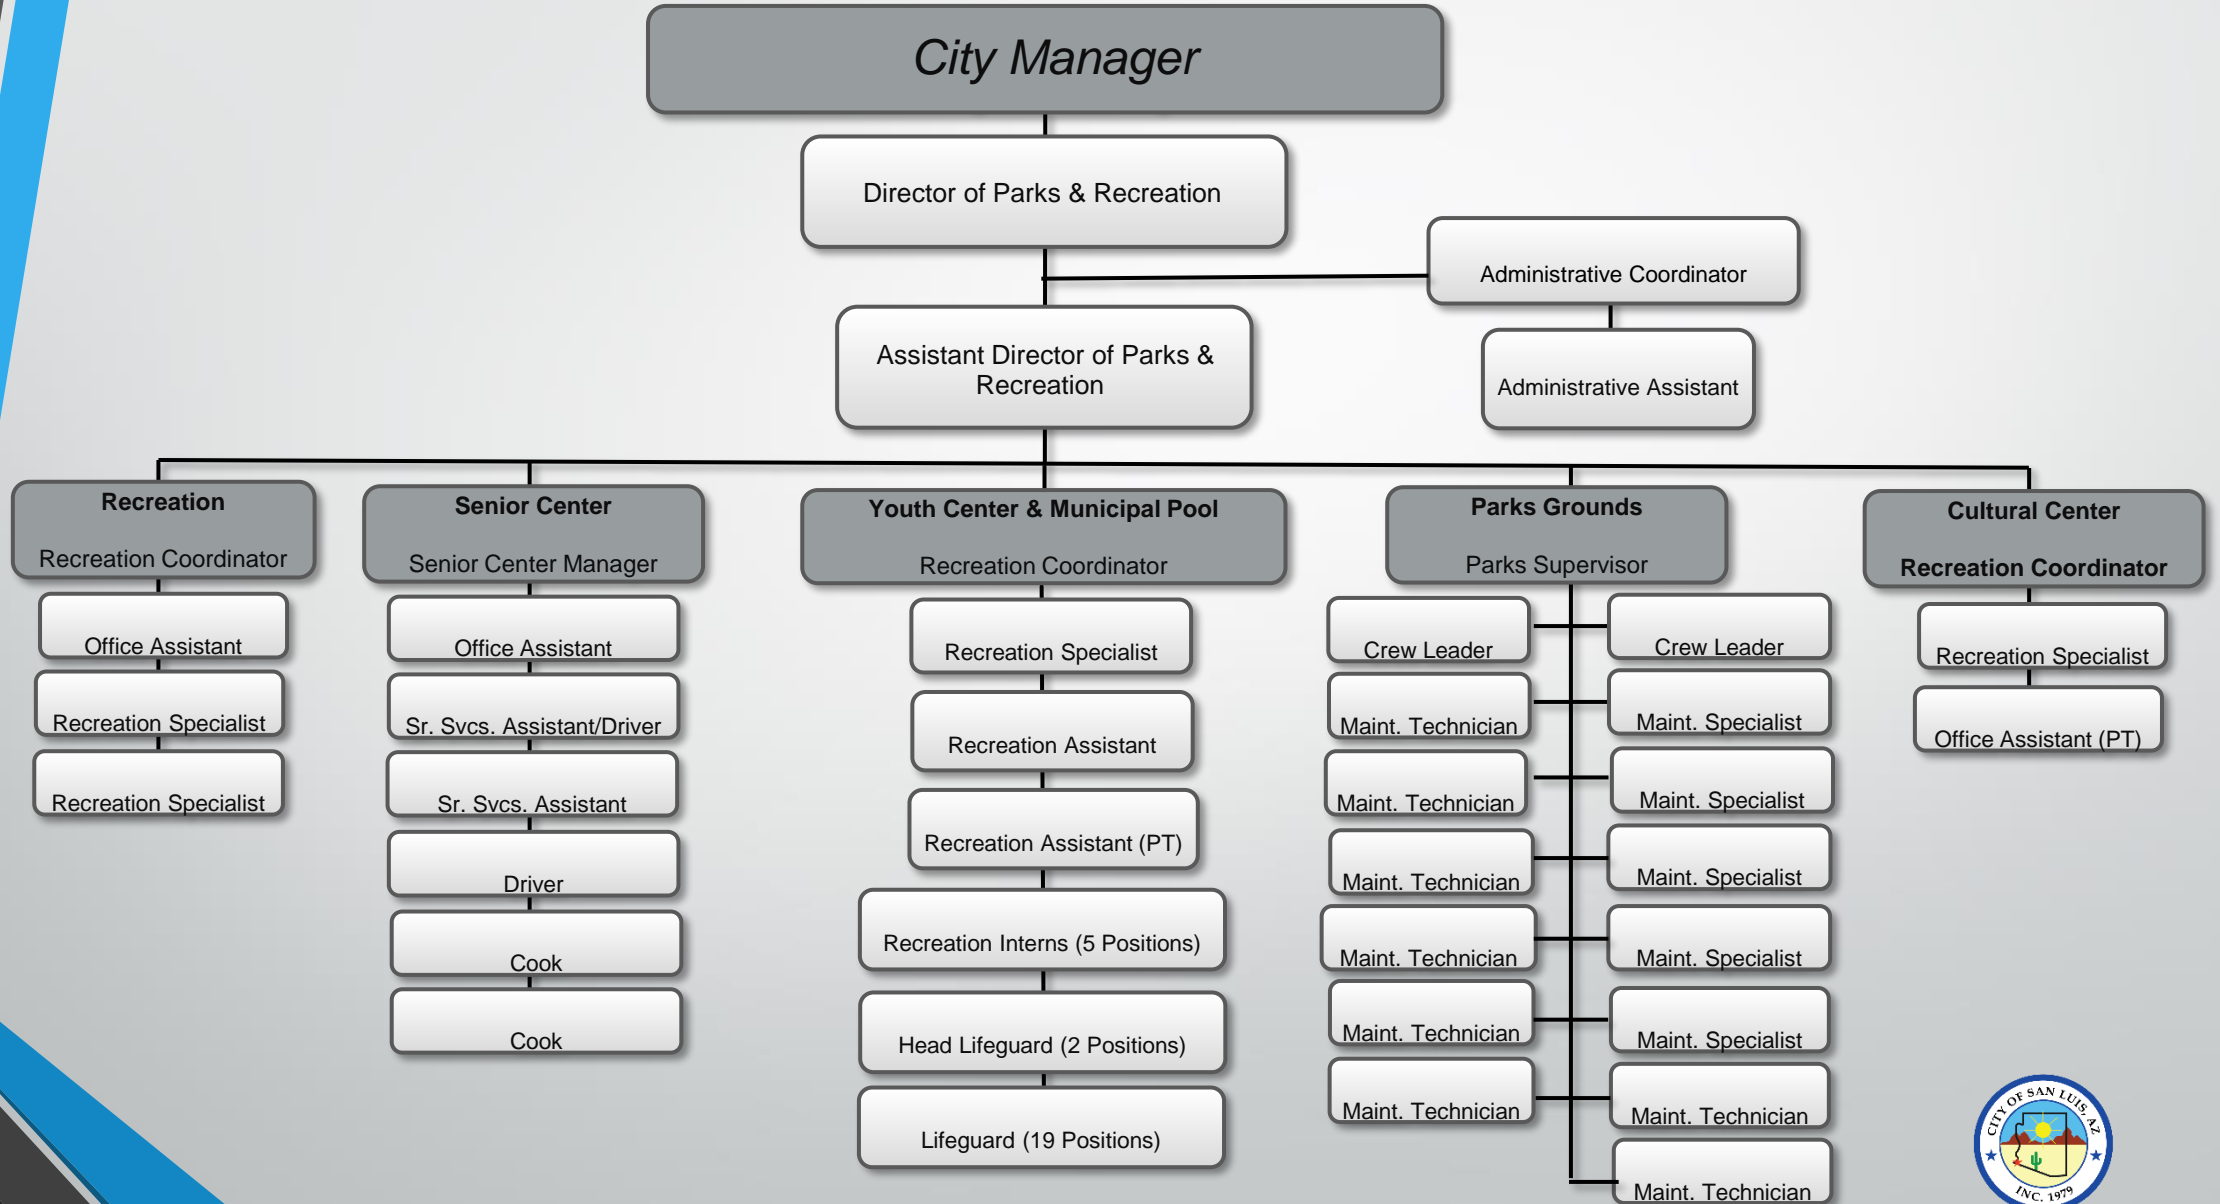 City Manager
Director of Parks & Recreation
Administrative Coordinator
Assistant Director of Parks &
Recreation
Administrative Assistant
Recreation
Recreation Coordinator
Office Assistant
Recreation Specialist
Recreation Specialist
Senior Center
Senior Center Manager
Office Assistant
Sr. Svcs. Assistant/Driver
Sr. Svcs. Assistant
Driver
Cook
Cook
Youth Center & Municipal Pool
Recreation Coordinator
Recreation Specialist
Recreation Assistant
Recreation Assistant (PT)
Recreation Interns (5 Positions)
Head Lifeguard (2 Positions)
Lifeguard (19 Positions)
Parks Grounds
Parks Supervisor
Crew Leader
Maint. Technician
Maint. Technician
Maint. Technician
Maint. Technician
Maint. Technician
Maint. Technician
Crew Leader
Maint. Specialist
Maint. Specialist
Maint. Specialist
Maint. Specialist
Maint. Specialist
Maint. Technician
Maint. Technician
Cultural Center
Recreation Coordinator
Recreation Specialist
Office Assistant (PT)
CITY OF SAN LUIS, AZ
INC. 1979